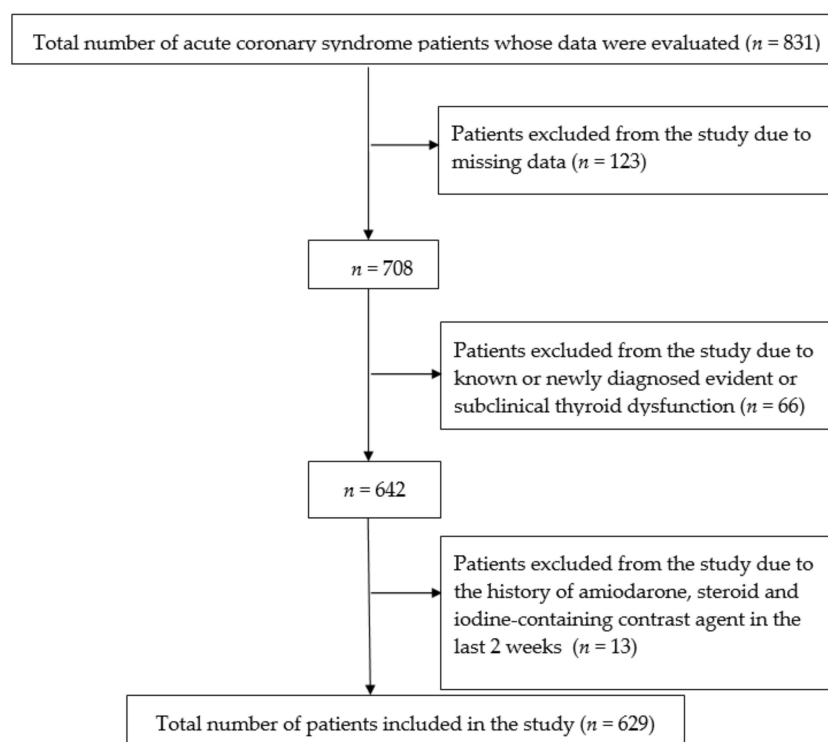 Total number of acute coronary syndrome patients whose data were evaluated (n = 831)
Patients excluded from the study due to
missing data (n = 123)
n = 708
Patients excluded from the study due to
known or newly diagnosed evident or
subclinical thyroid dysfunction (n = 66)
n = 642
Patients excluded from the study due to
the history of amiodarone, steroid and
iodine-containing contrast agent in the
last 2 weeks (n = 13)
Total number of patients included in the study (n = 629)